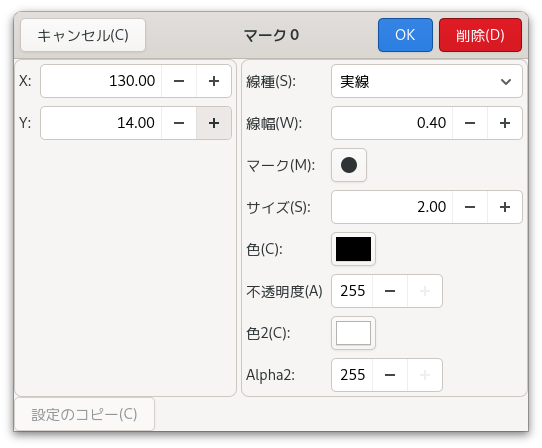 キャンセル(C) マーク 0 OK 削除(D)
X: 130.00 − +
Y: 14.00 − +
線種(S): 実線
線幅(W): 0.40 − +
マーク(M):
サイズ(S): 2.00 − +
色(C):
不透明度(A) 255 − +
色2(C):
Alpha2: 255 − +
設定のコピー(C)